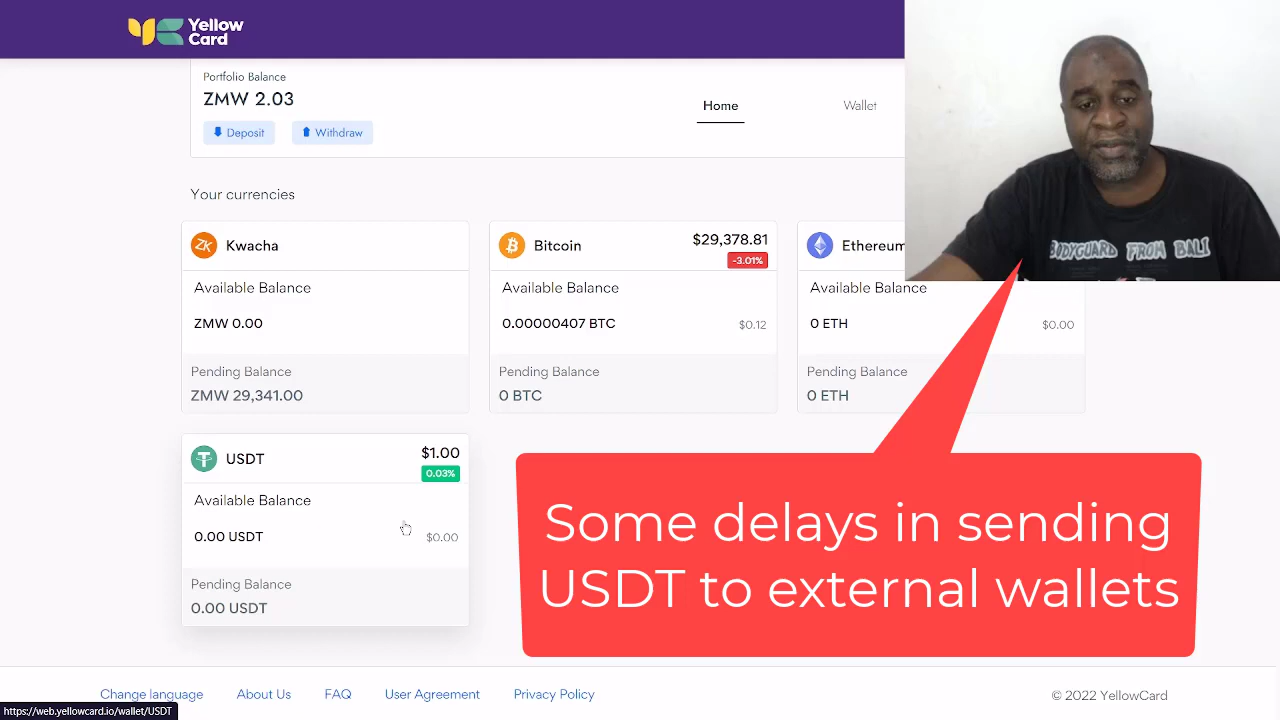 Yellow
Card
Portfolio Balance
ZMW 2.03
Deposit
Withdraw
Home
Wallet
Your currencies
ZK
Kwacha
Available Balance
ZMW 0.00
Pending Balance
ZMW 29,341.00
Bitcoin
$29,378.81
-3.01%
Available Balance
0.00000407 BTC
$0.12
Pending Balance
0 BTC
Ethereum
Available Balance
0 ETH
$0.00
Pending Balance
0 ETH
BODYGUARD FROM BALI
USDT
$1.00
0.03%
Available Balance
0.00 USDT
$0.00
Pending Balance
0.00 USDT
Some delays in sending
USDT to external wallets
Change language
About Us
FAQ
User Agreement
Privacy Policy
© 2022 YellowCard
https://web.yellowcard.io/wallet/USDT